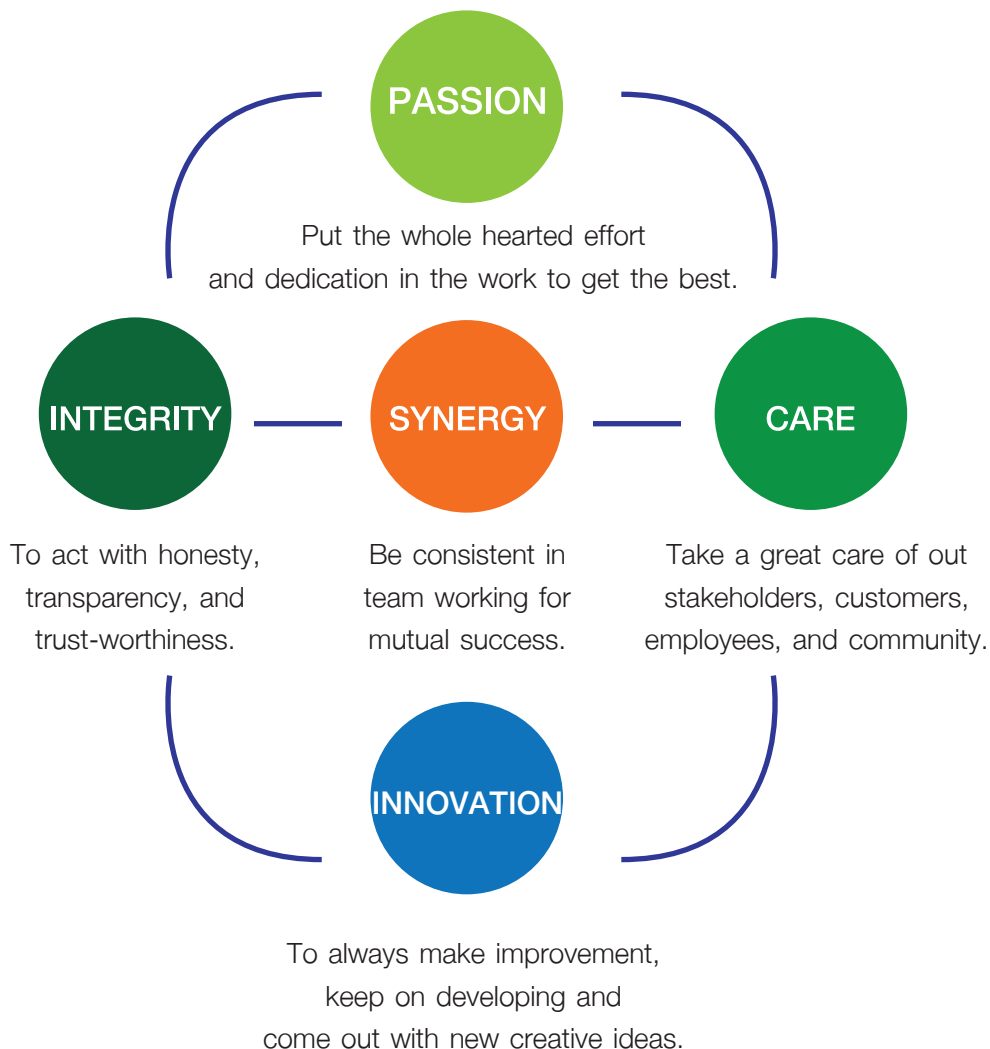 PASSION
Put the whole hearted effort
and dedication in the work to get the best.
INTEGRITY
To act with honesty,
transparency, and
trust-worthiness.
SYNERGY
Be consistent in
team working for
mutual success.
CARE
Take a great care of out
stakeholders, customers,
employees, and community.
INNOVATION
To always make improvement,
keep on developing and
come out with new creative ideas.